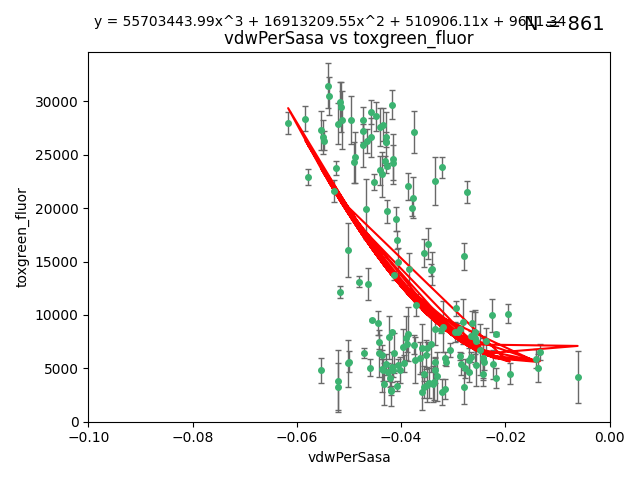 y = 55703443.99x^3 + 16913209.55x^2 + 510906.11x +
N = 861
vdwPerSasa vs toxgreen_fluor
30000
25000
20000
15000
10000
5000
0
toxgreen_fluor
−0.10 −0.08 −0.06 −0.04 −0.02 0.00
vdwPerSasa